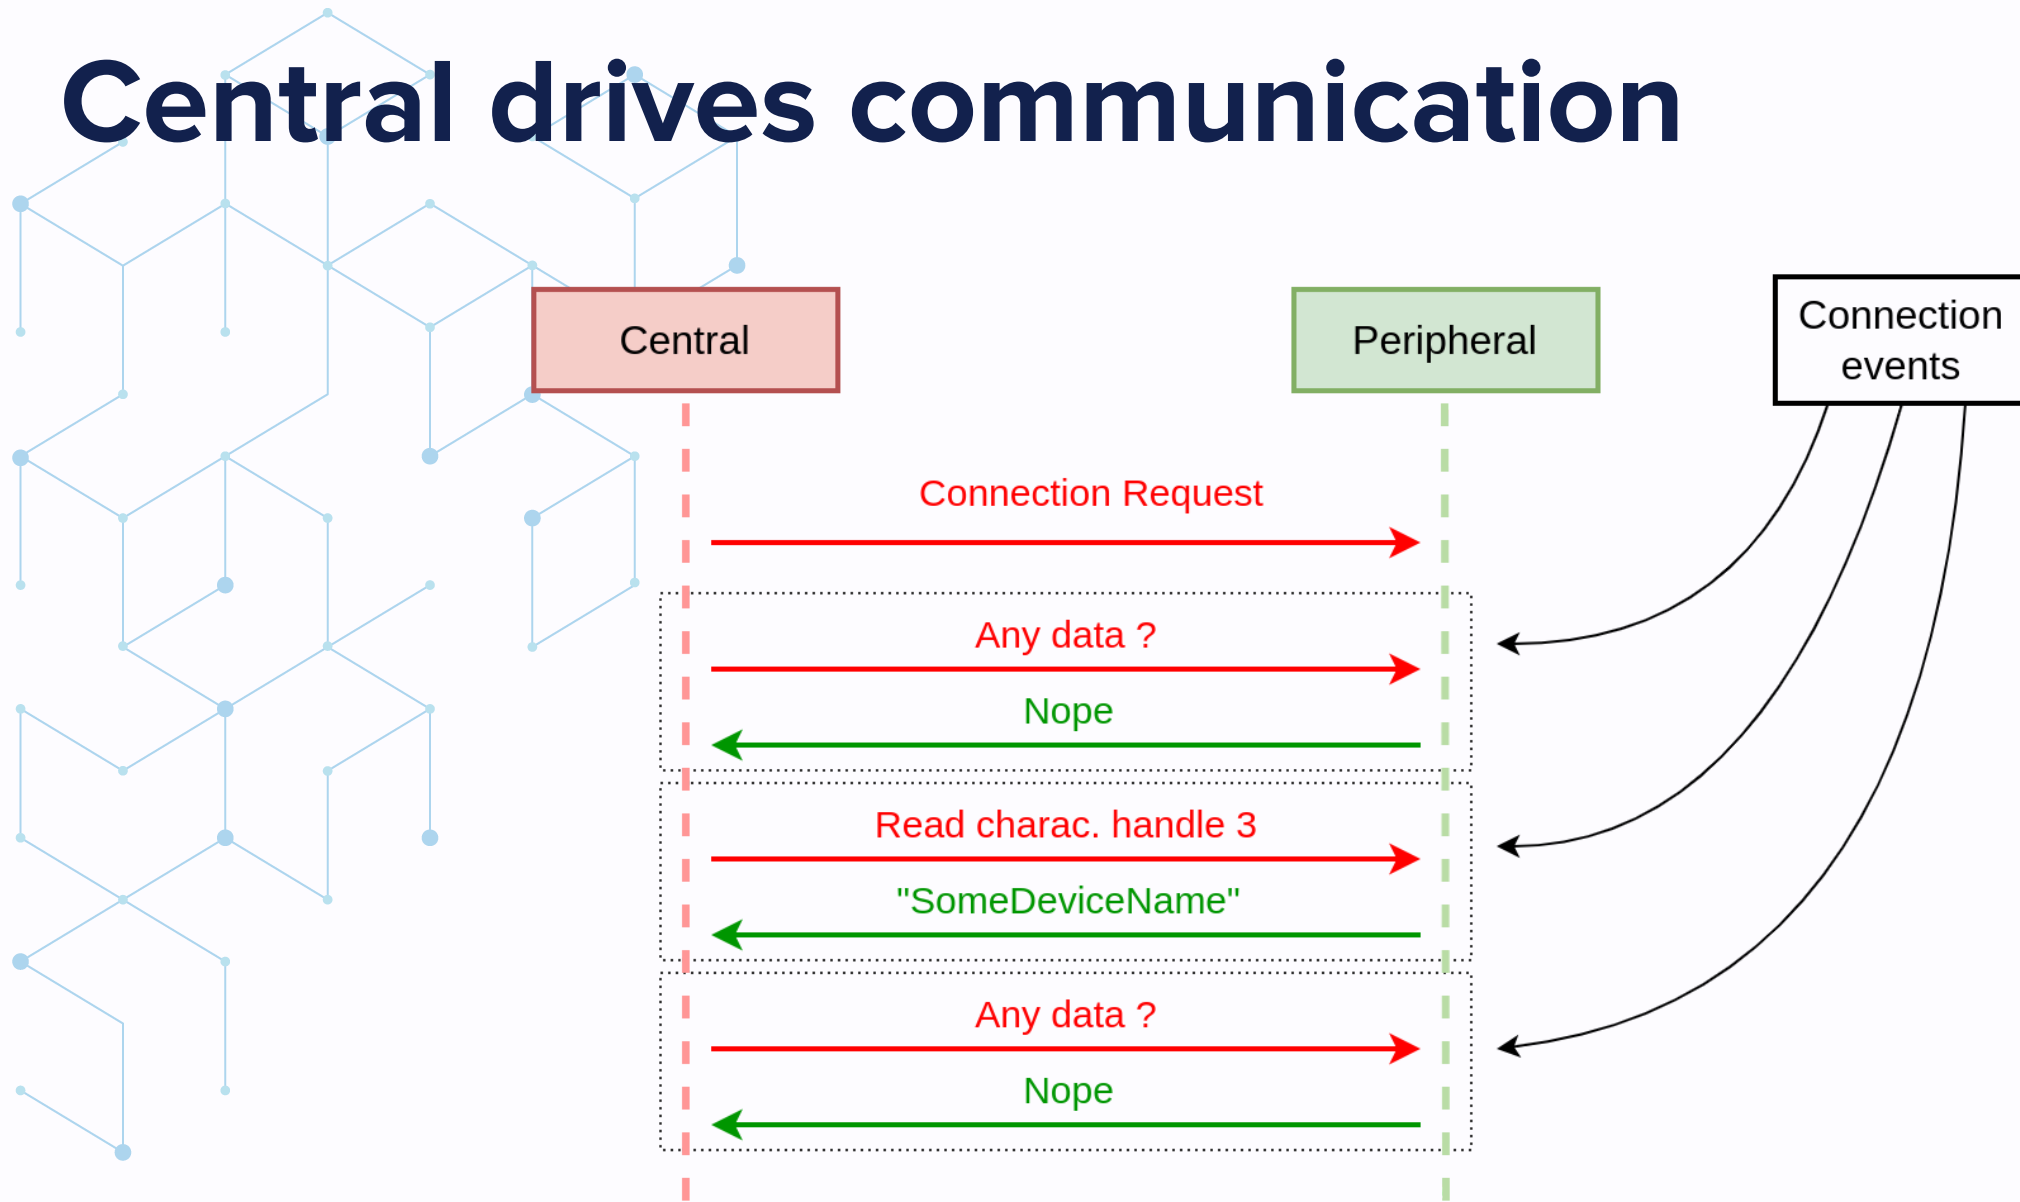 Central drives communication
Central
Peripheral
Connection
events
Connection Request
Any data ?
Nope
Read charac. handle 3
"SomeDeviceName"
Any data ?
Nope